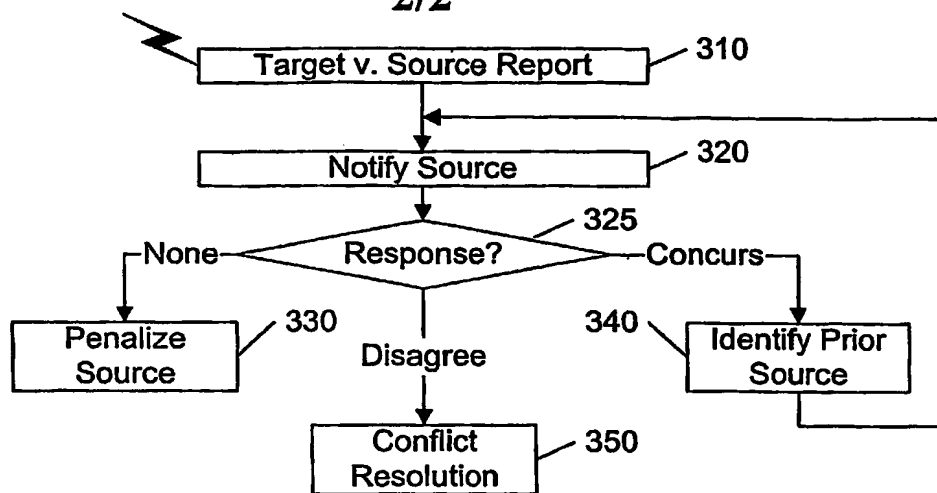 2/2
Target v. Source Report
310
Notify Source
320
325
None
Response?
Concurs
Penalize
Source
330
Disagree
340
Identify Prior
Source
Conflict
Resolution
350